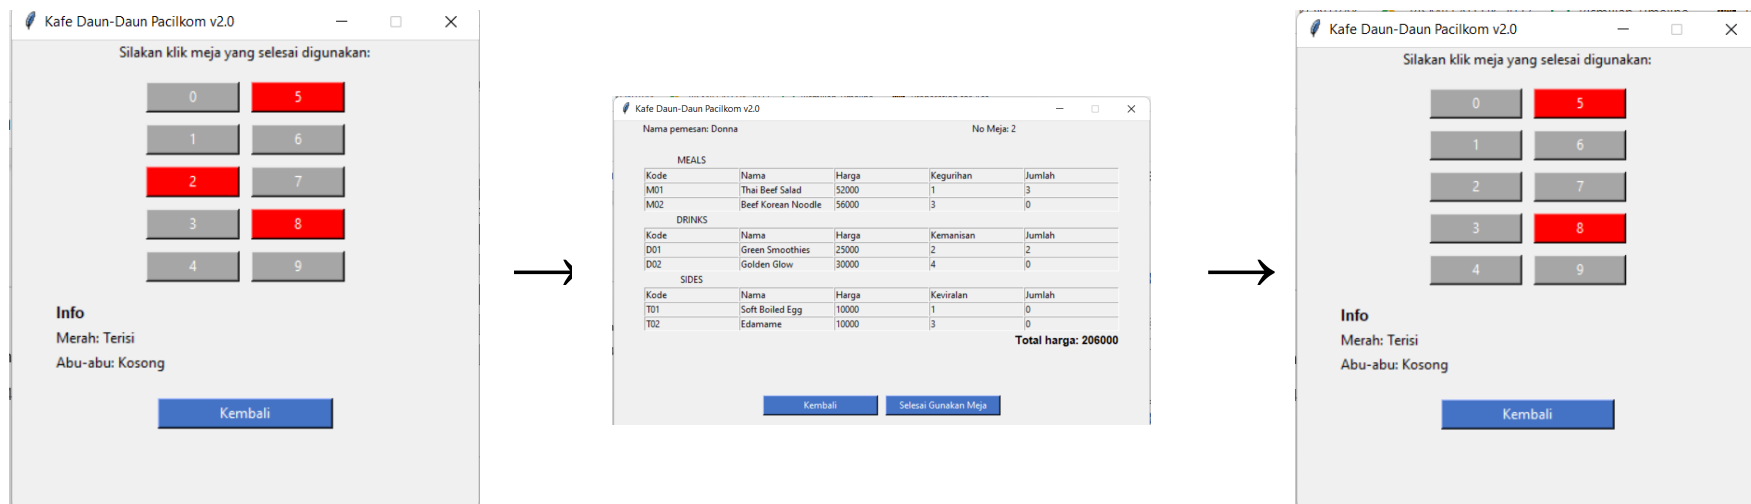 Kafe Daun-Daun Pacilkom v2.0
Silakan klik meja yang selesai digunakan:
0 5
1 6
2 7
3 8
4 9
Info
Merah: Terisi
Abu-abu: Kosong
Kembali
Kafe Daun-Daun Pacilkom v2.0
Nama pemesan: Donna No Meja: 2
MEALS
Kode Nama Harga Kegurihan Jumlah
M01 Thai Beef Salad 52000 1 3
M02 Beef Korean Noodle 56000 3 0
DRINKS
Kode Nama Harga Kemanisan Jumlah
D01 Green Smoothies 25000 2 2
D02 Golden Glow 30000 4 0
SIDES
Kode Nama Harga Keviralan Jumlah
T01 Soft Boiled Egg 10000 1 0
T02 Edamame 10000 3 0
Total harga: 206000
Kembali Selesai Gunakan Meja
Kafe Daun-Daun Pacilkom v2.0
Silakan klik meja yang selesai digunakan:
0 5
1 6
2 7
3 8
4 9
Info
Merah: Terisi
Abu-abu: Kosong
Kembali